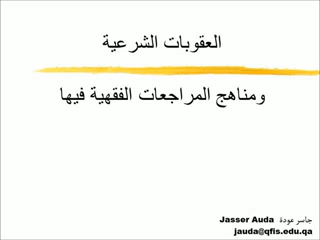 العقوبات الشرعية
ومناهج المراجعات الفقهية فيها
Jasser Auda جاسر عودة
jauda@qfis.edu.qa